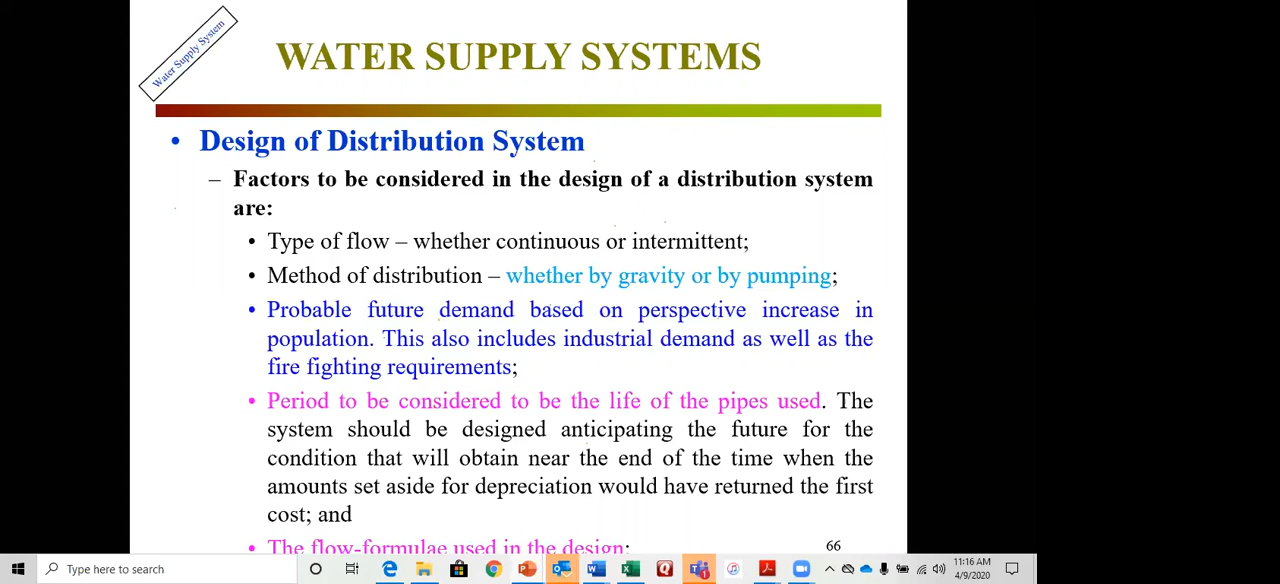 Water Supply System
WATER SUPPLY SYSTEMS
• Design of Distribution System
– Factors to be considered in the design of a distribution system
are:
• Type of flow – whether continuous or intermittent;
• Method of distribution – whether by gravity or by pumping;
• Probable future demand based on perspective increase in
population. This also includes industrial demand as well as the
fire fighting requirements;
• Period to be considered to be the life of the pipes used. The
system should be designed anticipating the future for the
condition that will obtain near the end of the time when the
amounts set aside for depreciation would have returned the first
cost; and
• The flow-formulae used in the design;
66
Type here to search
11:16 AM
4/9/2020